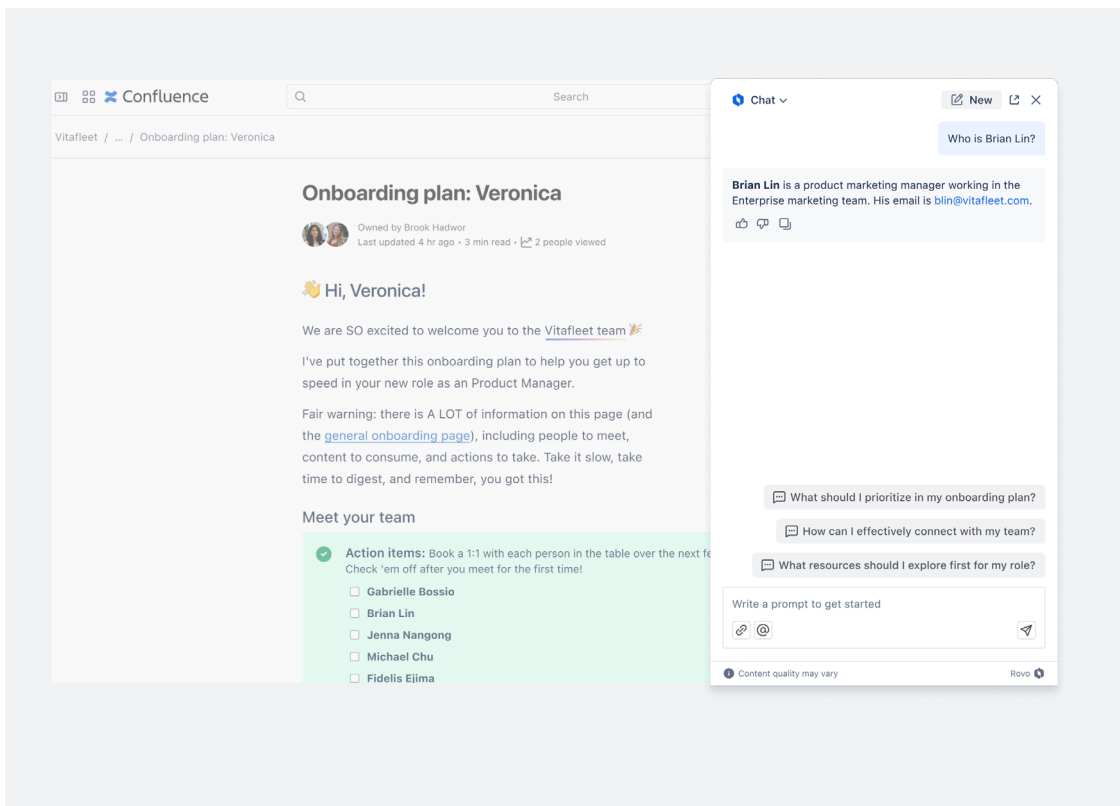 Confluence
Search
Vitafleet / ... / Onboarding plan: Veronica
Onboarding plan: Veronica
Owned by Brook Hadwor
Last updated 4 hr ago • 3 min read • 2 people viewed
👋 Hi, Veronica!
We are SO excited to welcome you to the Vitafleet team 🎉
I've put together this onboarding plan to help you get up to
speed in your new role as an Product Manager.
Fair warning: there is A LOT of information on this page (and
the general onboarding page), including people to meet,
content to consume, and actions to take. Take it slow, take
time to digest, and remember, you got this!
Meet your team
Action items: Book a 1:1 with each person in the table over the next
Check 'em off after you meet for the first time!
Gabrielle Bossio
Brian Lin
Jenna Nangong
Michael Chu
Fidelis Ejima
Chat
New
Who is Brian Lin?
Brian Lin is a product marketing manager working in the
Enterprise marketing team. His email is blin@vitafleet.com.
What should I prioritize in my onboarding plan?
How can I effectively connect with my team?
What resources should I explore first for my role?
Write a prompt to get started
Content quality may vary
Rovo